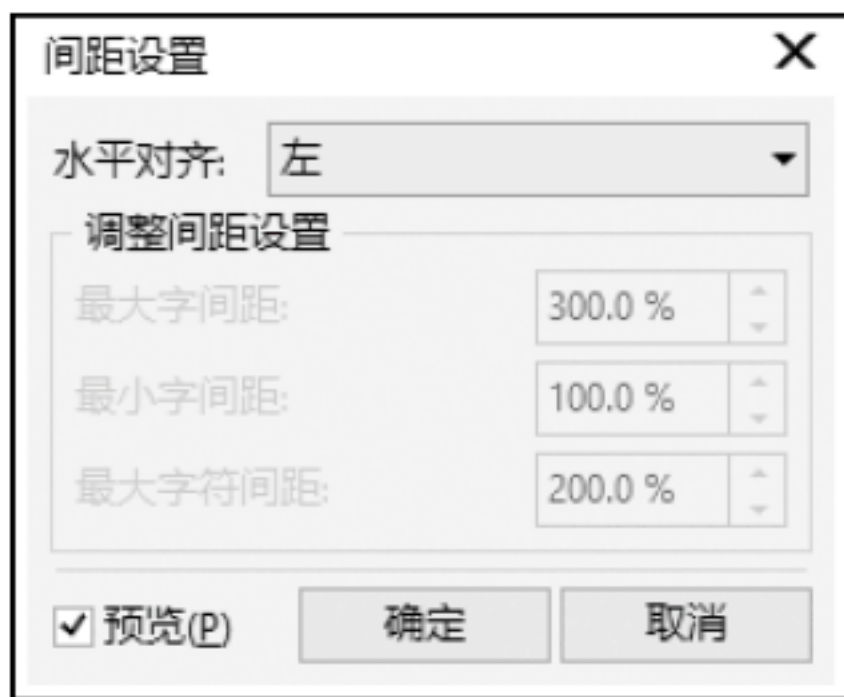 间距设置
水平对齐: 左
调整间距设置
最大字间距: 300.0 %
最小字间距: 100.0 %
最大字符间距: 200.0 %
预览(P) 确定 取消